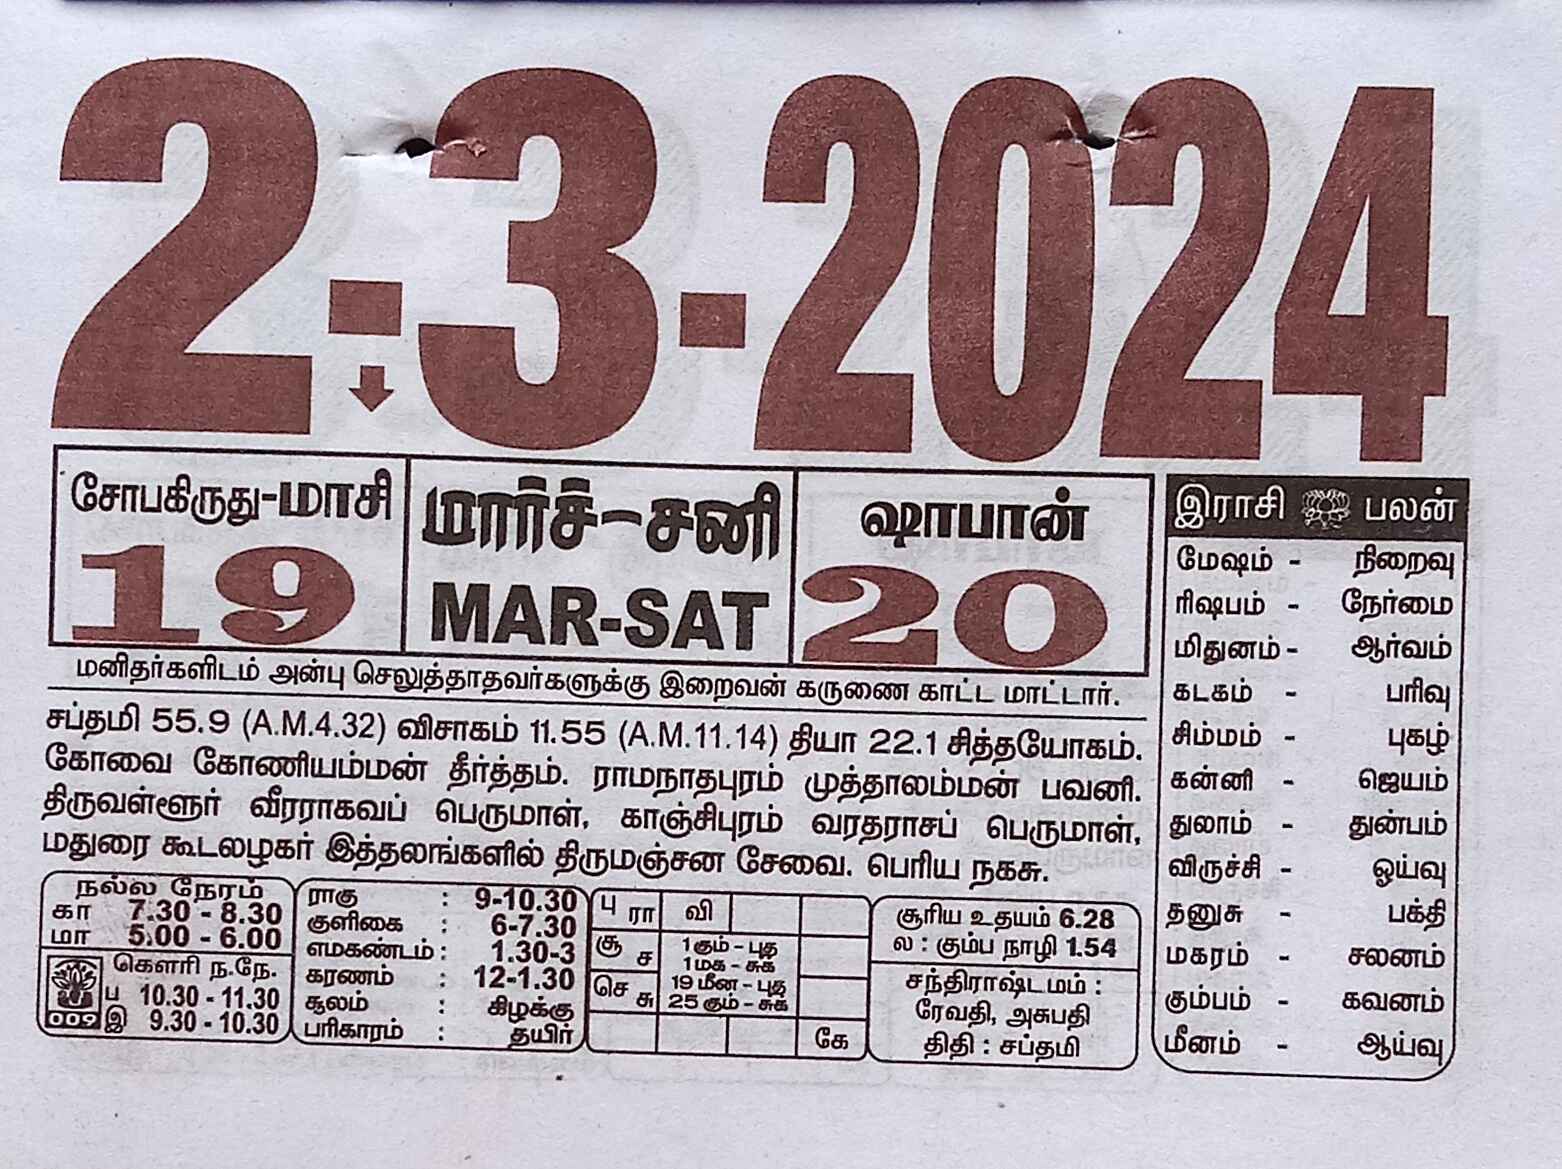 2-3-2024
சோபகிருது-மாசி
19
மார்ச்-சனி
MAR-SAT
ஷாபான்
20
மனிதர்களிடம் அன்பு செலுத்தாதவர்களுக்கு இறைவன் கருணை காட்ட மாட்டார்.
சப்தமி 55.9 (A.M.4.32) விசாகம் 11.55 (A.M.11.14) தியா 22.1 சித்தயோகம்.
கோவை கோணியம்மன் தீர்த்தம். ராமநாதபுரம் முத்தாலம்மன் பவனி.
திருவள்ளூர் வீரராகவப் பெருமாள், காஞ்சிபுரம் வரதராசப் பெருமாள்,
மதுரை கூடலழகர் இத்தலங்களில் திருமஞ்சன சேவை. பெரிய நகசு.
நல்ல நேரம்
கா 7.30 - 8.30
மா 5.00 - 6.00
கௌரி ந.நே.
ப 10.30 - 11.30
இ 9.30 - 10.30
009
ராகு : 9-10.30
குளிகை : 6-7.30
எமகண்டம் : 1.30-3
கரணம் : 12-1.30
சூலம் : கிழக்கு
பரிகாரம் : தயிர்
பு ரா வி
சூ ச
செ சு
1 கும் - புத
1 மக - சுக்
19 மீன - புத
25 கும் - சுக்
கே
சூரிய உதயம் 6.28
ல : கும்ப நாழி 1.54
சந்திராஷ்டமம் :
ரேவதி, அசுபதி
திதி : சப்தமி
இராசி பலன்
மேஷம் - நிறைவு
ரிஷபம் - நேர்மை
மிதுனம் - ஆர்வம்
கடகம் - பரிவு
சிம்மம் - புகழ்
கன்னி - ஜெயம்
துலாம் - துன்பம்
விருச்சி - ஓய்வு
தனுசு - பக்தி
மகரம் - சலனம்
கும்பம் - கவனம்
மீனம் - ஆய்வு